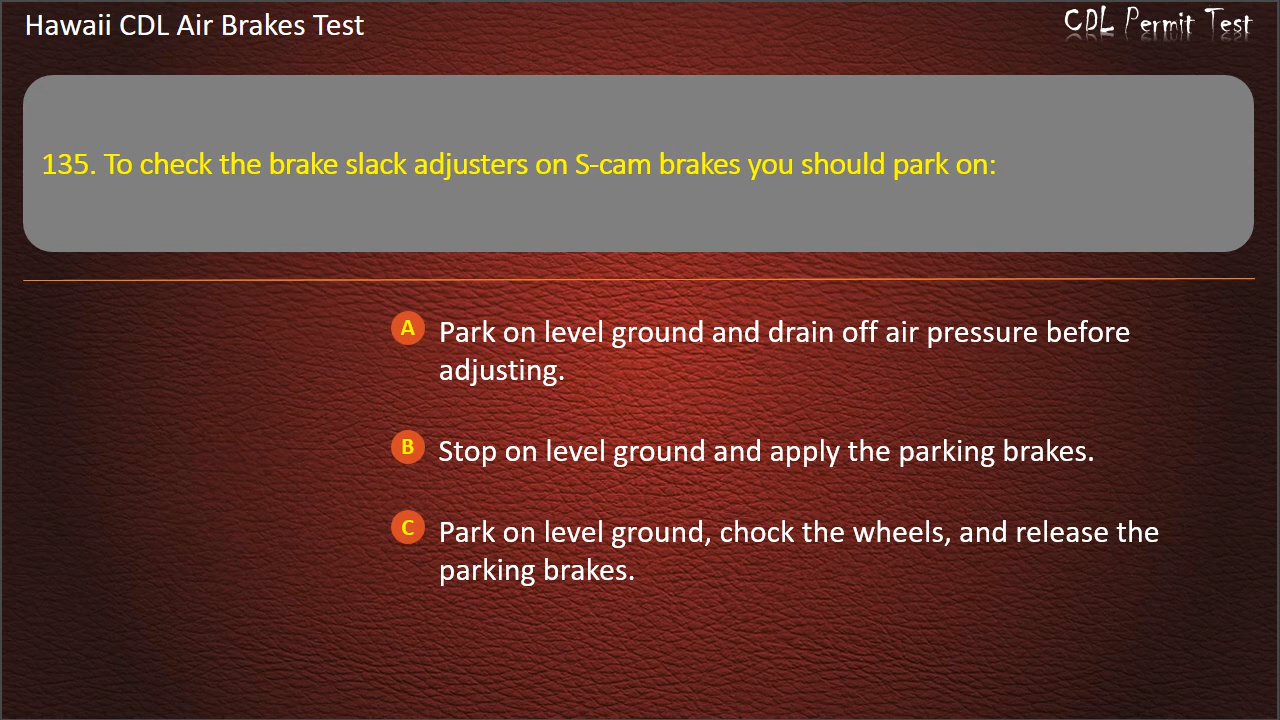 Hawaii CDL Air Brakes Test
CDL Permit Test
135. To check the brake slack adjusters on S-cam brakes you should park on:
A Park on level ground and drain off air pressure before
adjusting.
B Stop on level ground and apply the parking brakes.
C Park on level ground, chock the wheels, and release the
parking brakes.